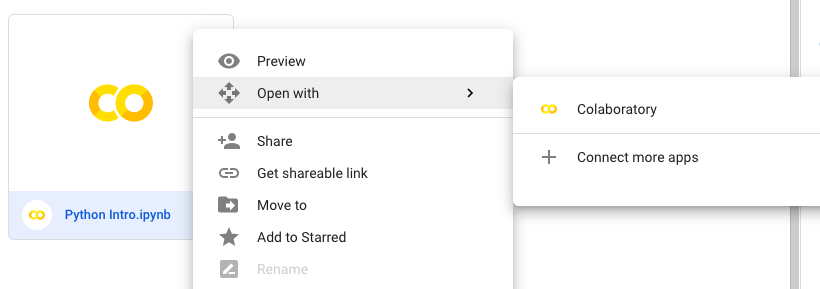 Preview
Open with
Colaboratory
Share
Connect more apps
Get shareable link
Move to
Python Intro.ipynb
Add to Starred
Rename